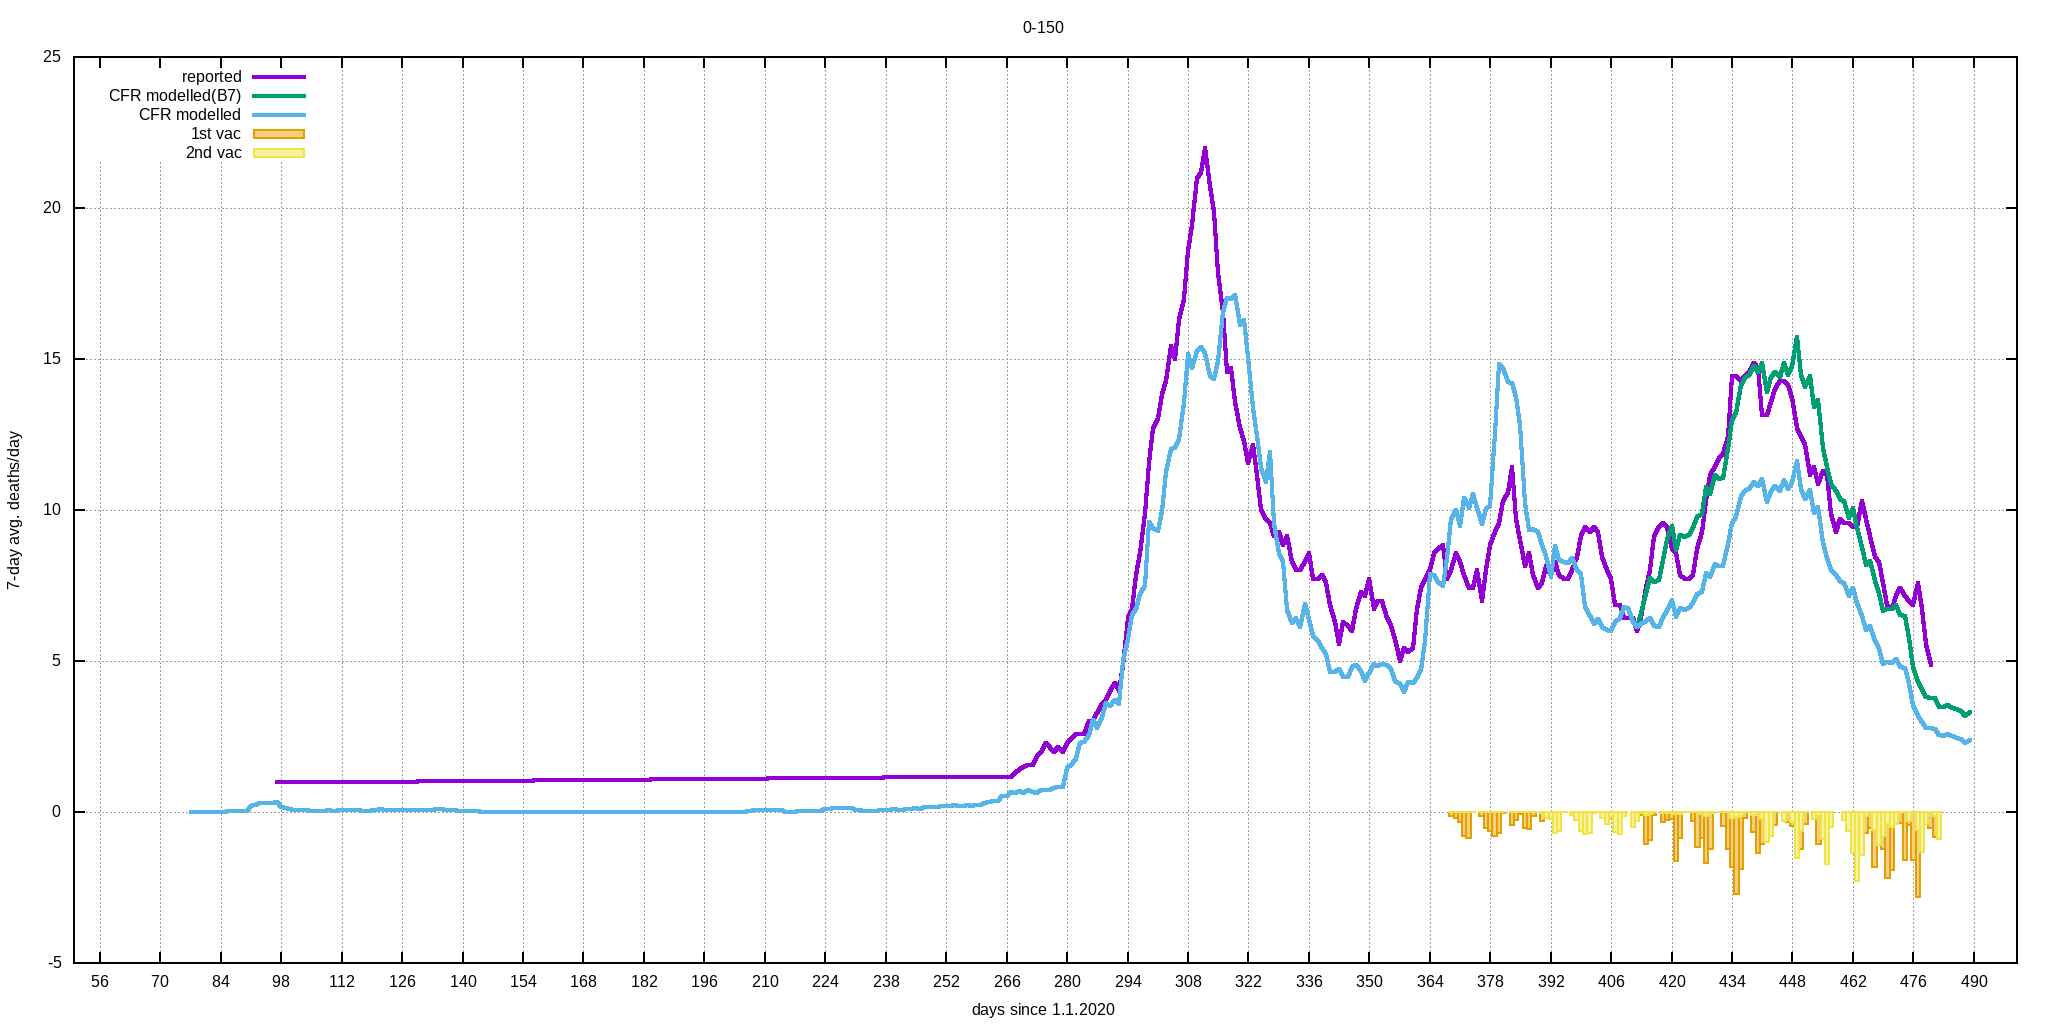 0-150
25
20
15
10
5
0
-5
7-day avg. deaths/day
reported
CFR modelled(B7)
CFR modelled
1st vac
2nd vac
56 70 84 98 112 126 140 154 168 182 196 210 224 238 252 266 280 294 308 322 336 350 364 378 392 406 420 434 448 462 476 490
days since 1.1.2020